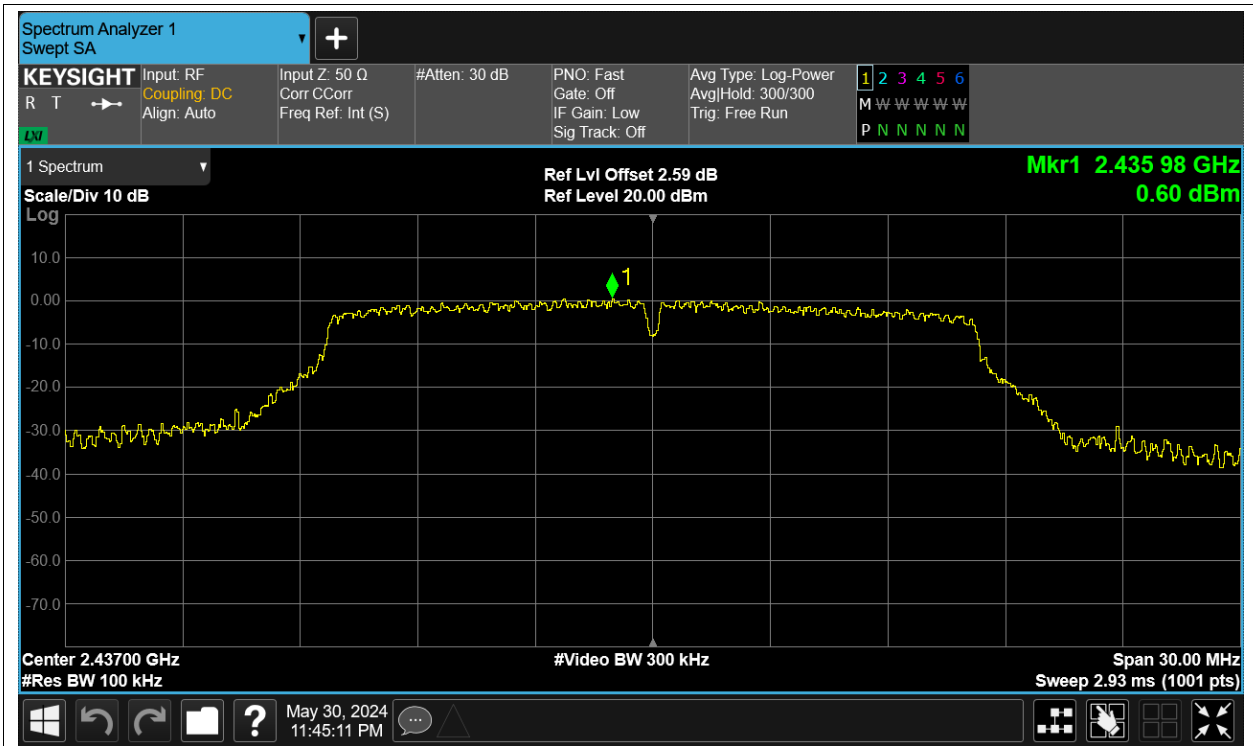 Spectrum Analyzer 1
Swept SA
KEYSIGHT
R T
LXI
Input: RF
Coupling: DC
Align: Auto
Input Z: 50 Ω
Corr CCorr
Freq Ref: Int (S)
#Atten: 30 dB
PNO: Fast
Gate: Off
IF Gain: Low
Sig Track: Off
Avg Type: Log-Power
Avg|Hold: 300/300
Trig: Free Run
1 2 3 4 5 6
M W W W W W
P N N N N N
1 Spectrum
Scale/Div 10 dB
Ref Lvl Offset 2.59 dB
Ref Level 20.00 dBm
Mkr1 2.435 98 GHz
0.60 dBm
Log
10.0
0.00
-10.0
-20.0
-30.0
-40.0
-50.0
-60.0
-70.0
1
Center 2.43700 GHz
#Res BW 100 kHz
#Video BW 300 kHz
Span 30.00 MHz
Sweep 2.93 ms (1001 pts)
?
May 30, 2024
11:45:11 PM